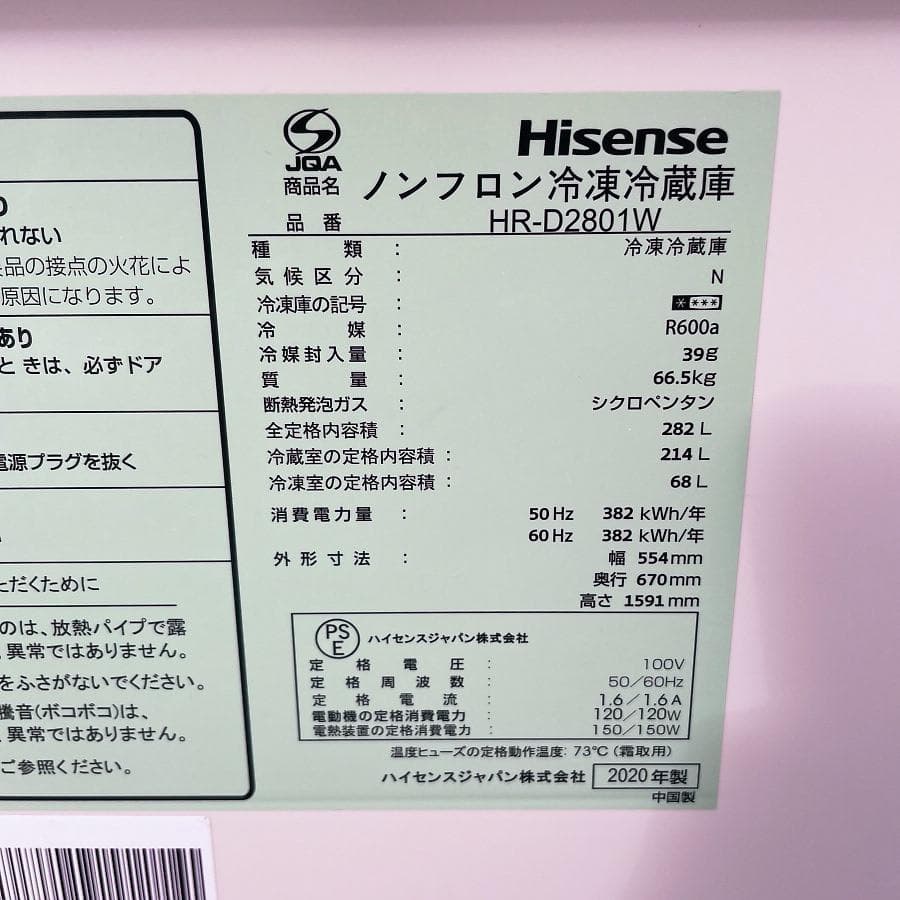 れない
品の接点の火花によ
原因になります。
あり
ときは、必ずドア
電源プラグを抜く
ただくために
のは、放熱パイプで露
異常ではありません。
をふさがないでください。
騰音(ボコボコ)は、
異常ではありません。
ご参照ください。
JQA
Hisense
商品名 ノンフロン冷凍冷蔵庫
品番 HR-D2801W
種類 : 冷凍冷蔵庫
気候区分 : N
冷凍庫の記号 : * ***
冷媒 : R600a
冷媒封入量 : 39g
質量 : 66.5kg
断熱発泡ガス : シクロペンタン
全定格内容積 : 282 L
冷蔵室の定格内容積 : 214 L
冷凍室の定格内容積 : 68 L
消費電力量 : 50 Hz 382 kWh/年
60 Hz 382 kWh/年
外形寸法 : 幅 554mm
奥行 670mm
高さ 1591mm
PSE ハイセンスジャパン株式会社
定格電圧 : 100V
定格周波数 : 50/60Hz
定格電流 : 1.6/1.6A
電動機の定格消費電力 : 120/120W
電熱装置の定格消費電力 : 150/150W
温度ヒューズの定格動作温度: 73℃(霜取用)
ハイセンスジャパン株式会社 2020年製
中国製